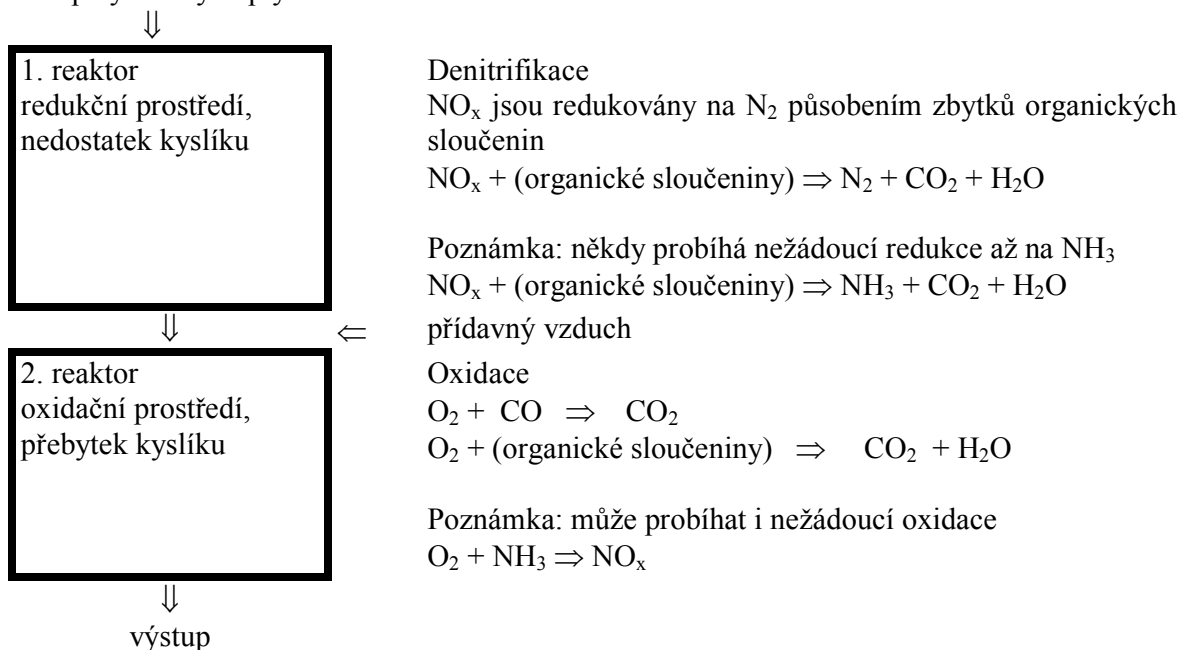 ⇓
1. reaktor
redukční prostředí,
nedostatek kyslíku
Denitrifikace
NOₓ jsou redukovány na N₂ působením zbytků organických
sloučenin
NOₓ + (organické sloučeniny) ⇒ N₂ + CO₂ + H₂O
Poznámka: někdy probíhá nežádoucí redukce až na NH₃
NOₓ + (organické sloučeniny) ⇒ NH₃ + CO₂ + H₂O
⇓ ⇐ přídavný vzduch
2. reaktor
oxidační prostředí,
přebytek kyslíku
Oxidace
O₂ + CO ⇒ CO₂
O₂ + (organické sloučeniny) ⇒ CO₂ + H₂O
Poznámka: může probíhat i nežádoucí oxidace
O₂ + NH₃ ⇒ NOₓ
⇓
výstup